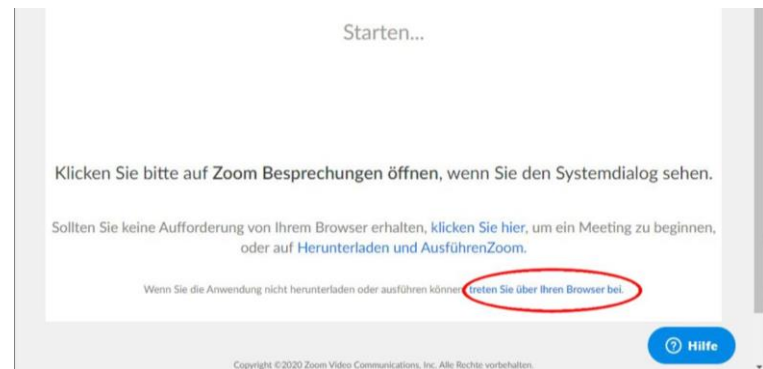 Starten...
Klicken Sie bitte auf Zoom Besprechungen öffnen, wenn Sie den Systemdialog sehen.
Sollten Sie keine Aufforderung von Ihrem Browser erhalten, klicken Sie hier, um ein Meeting zu beginnen,
oder auf Herunterladen und AusführenZoom.
Wenn Sie die Anwendung nicht herunterladen oder ausführen können, treten Sie über Ihren Browser bei.
Hilfe
Copyright ©2020 Zoom Video Communications, Inc. Alle Rechte vorbehalten.